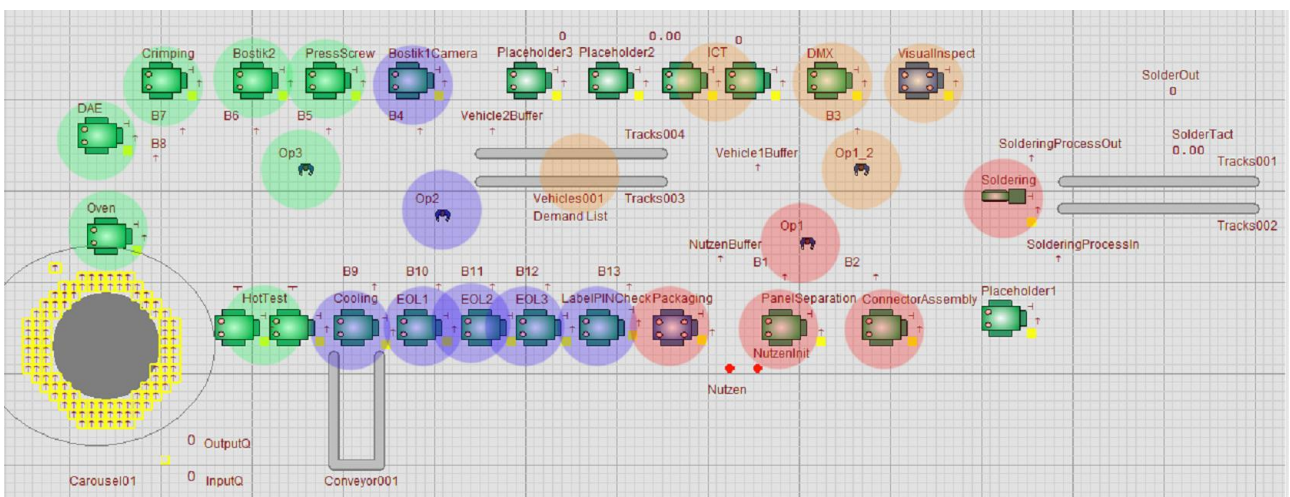 0
0.00
0
Crimping
Bostik2
PressScrew
Bostik1Camera
Placeholder3
Placeholder2
ICT
DMX
VisualInspect
SolderOut
0
DAE
B7
B6
B5
B4
Vehicle2Buffer
B3
Tracks004
SolderTact
0.00
B8
Op3
Vehicle1Buffer
Op1_2
SolderingProcessOut
Tracks001
Soldering
Op2
Vehicles001
Tracks003
Demand List
Oven
Op1
Tracks002
NutzenBuffer
SolderingProcessIn
B9
B10
B11
B12
B13
B1
B2
HotTest
Cooling
EOL1
EOL2
EOL3
LabelPINCheck
Packaging
PanelSeparation
ConnectorAssembly
Placeholder1
NutzenInit
Nutzen
0
OutputQ
Carousel01
0
InputQ
Conveyor001